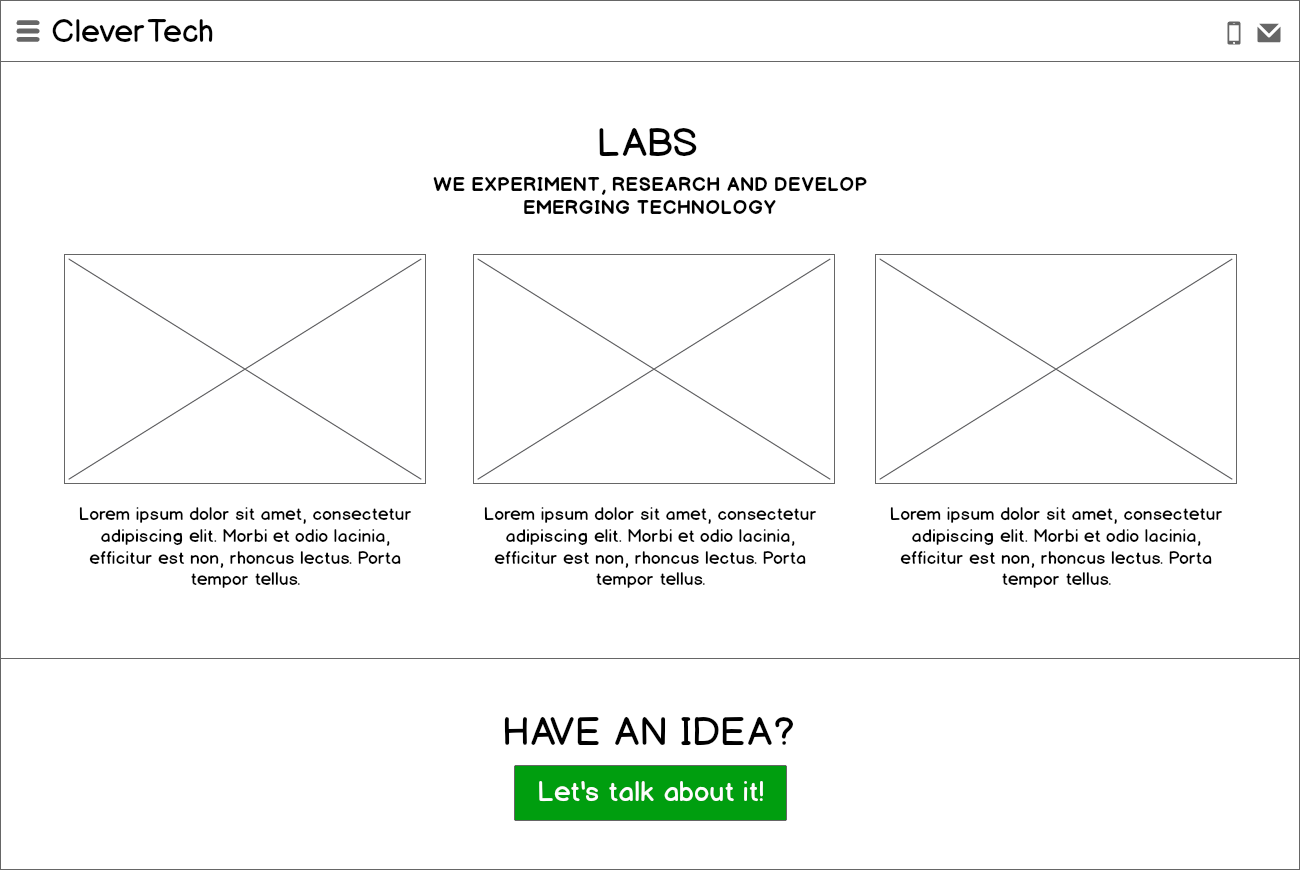 CleverTech
LABS
WE EXPERIMENT, RESEARCH AND DEVELOP
EMERGING TECHNOLOGY
Lorem ipsum dolor sit amet, consectetur
adipiscing elit. Morbi et odio lacinia,
efficitur est non, rhoncus lectus. Porta
tempor tellus.
Lorem ipsum dolor sit amet, consectetur
adipiscing elit. Morbi et odio lacinia,
efficitur est non, rhoncus lectus. Porta
tempor tellus.
Lorem ipsum dolor sit amet, consectetur
adipiscing elit. Morbi et odio lacinia,
efficitur est non, rhoncus lectus. Porta
tempor tellus.
HAVE AN IDEA?
Let's talk about it!